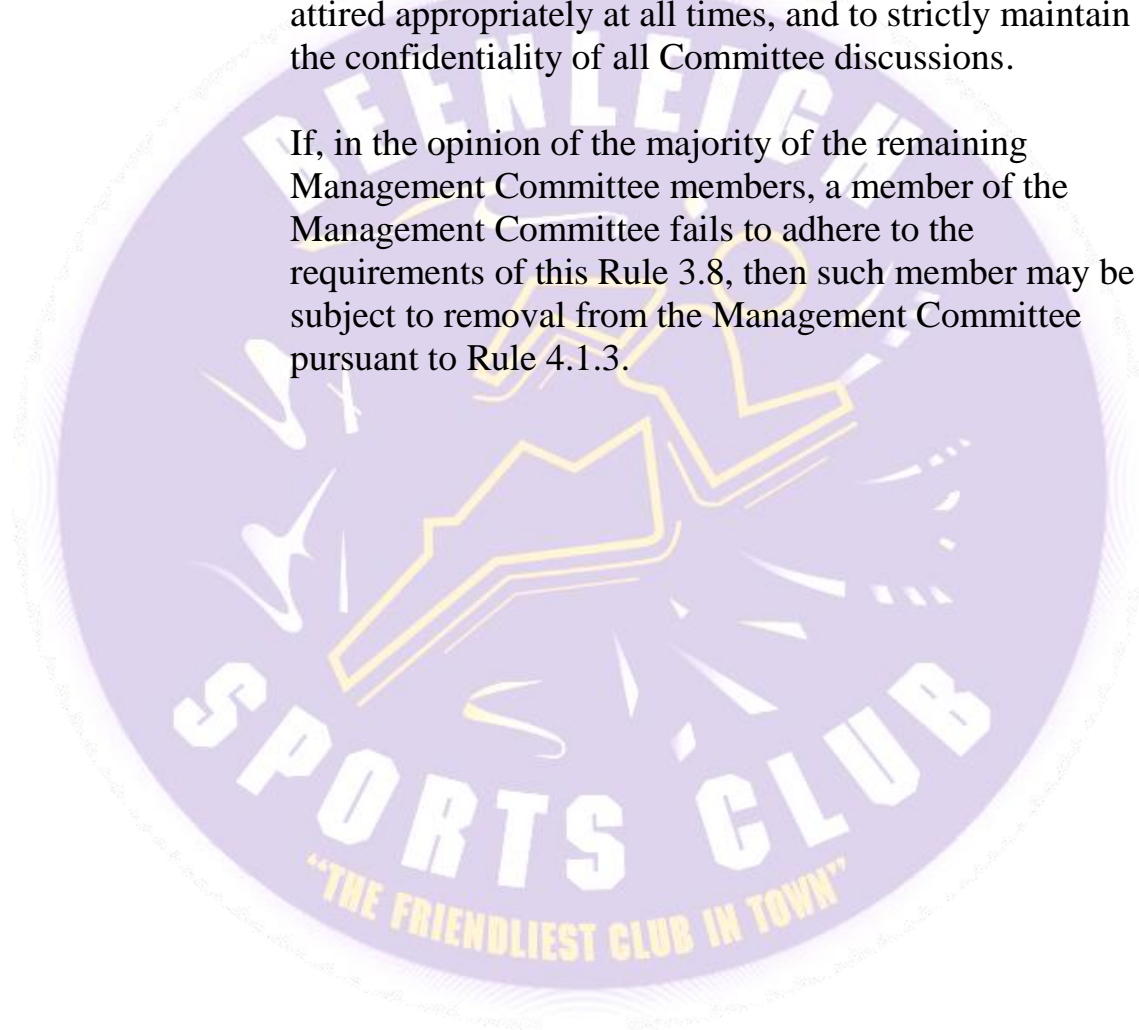 attired appropriately at all times, and to strictly maintain
the confidentiality of all Committee discussions.
If, in the opinion of the majority of the remaining
Management Committee members, a member of the
Management Committee fails to adhere to the
requirements of this Rule 3.8, then such member may be
subject to removal from the Management Committee
pursuant to Rule 4.1.3.
BEENLEIGH
SPORTS CLUB
“THE FRIENDLIEST CLUB IN TOWN”